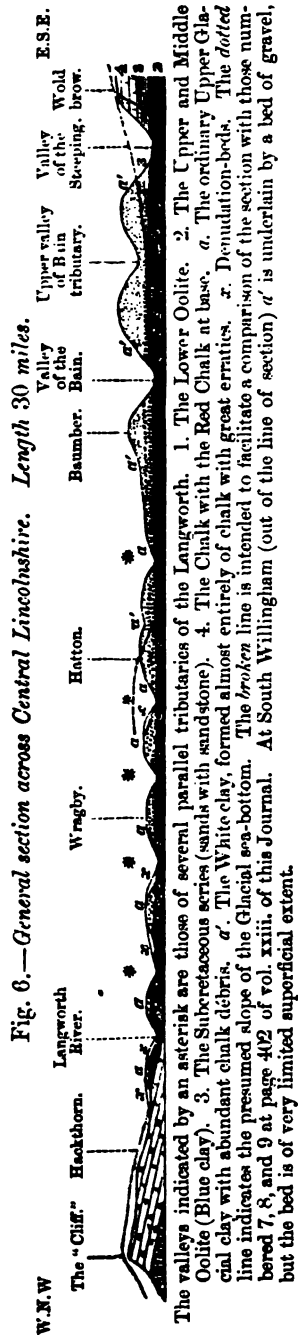 Fig. 6.—General section across Central Lincolnshire. Length 30 miles.
W.N.W E.S.E.
The "Cliff." Hackthorn. Langworth River. Wragby. Hatton. Baumber. Valley of the Bain. Upper valley of Bain tributary. Valley of the Steeping. Wold brow.
x a x * a x a x * a * a x a a' * a a' a' a' x 4 3 2
The valleys indicated by an asterisk are those of several parallel tributaries of the Langworth. 1. The Lower Oolite. 2. The Upper and Middle
Oolite (Blue clay). 3. The Subcretaceous series (sands with sandstone). 4. The Chalk with the Red Chalk at base. a. The ordinary Upper Gla-
cial clay with abundant chalk débris. a'. The White clay, formed almost entirely of chalk with great erratics. x. Denudation-beds. The dotted
line indicates the presumed slope of the Glacial sea-bottom. The broken line is intended to facilitate a comparison of the section with those num-
bered 7, 8, and 9 at page 402 of vol. xxiii. of this Journal. At South Willingham (out of the line of section) a' is underlain by a bed of gravel,
but the bed is of very limited superficial extent.